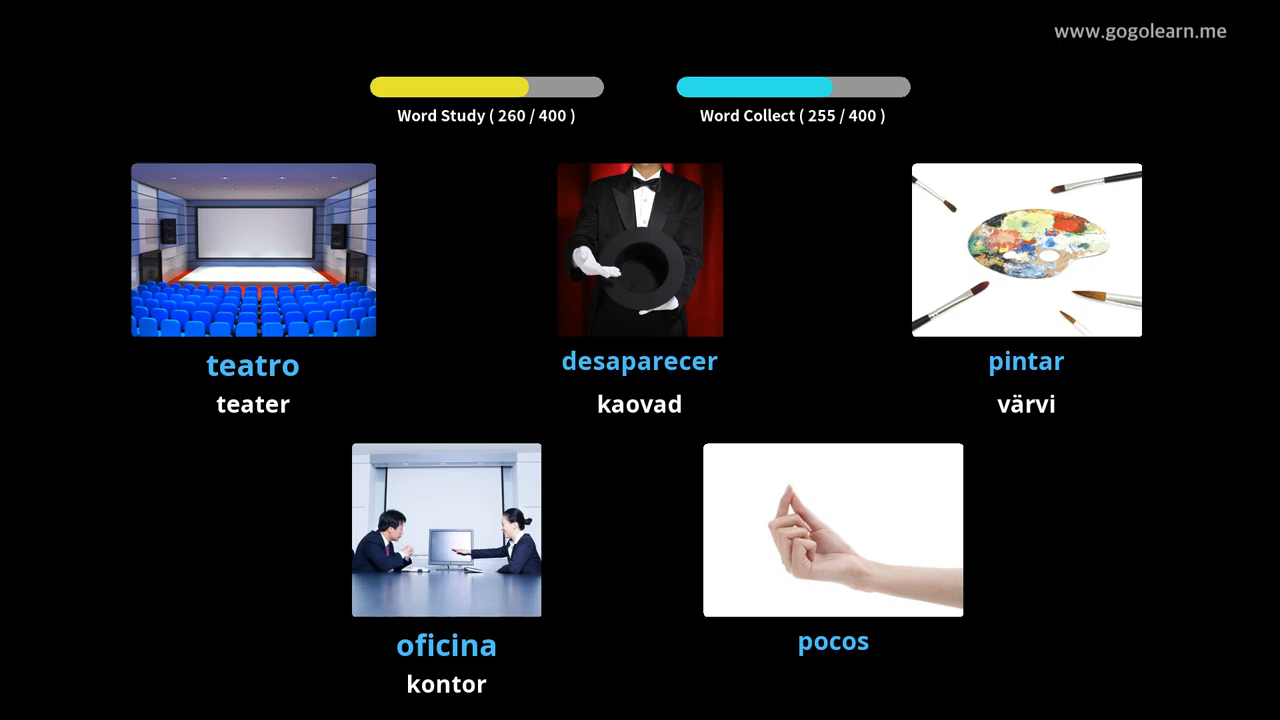 www.gogolearn.me
Word Study ( 260 / 400 )
Word Collect ( 255 / 400 )
teatro
teater
desaparecer
kaovad
pintar
värvi
oficina
kontor
pocos